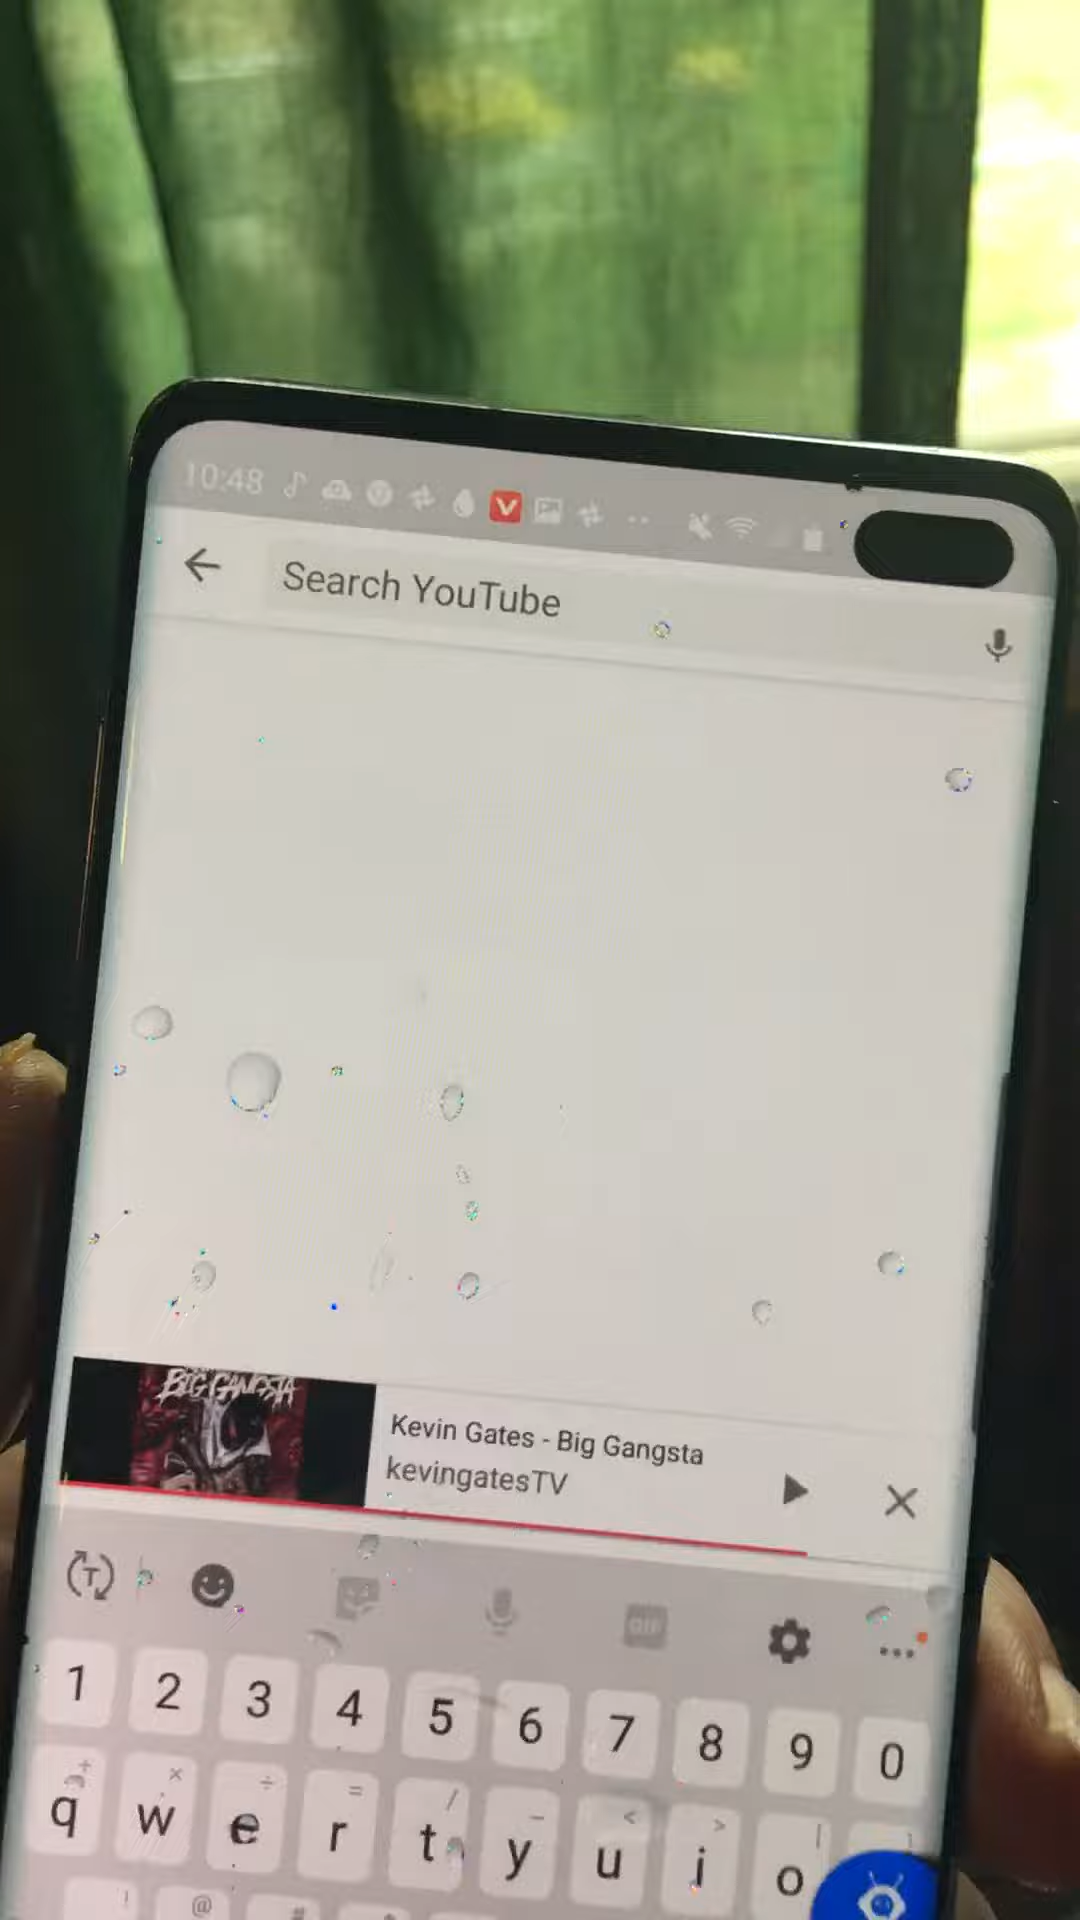 10:48
Search YouTube
BIG GANGSTA
Kevin Gates - Big Gangsta
kevingatesTV
T
GIF
1 2 3 4 5 6 7 8 9 0
+ × ÷ = / _ < >
q w e r t y u i o
@ #